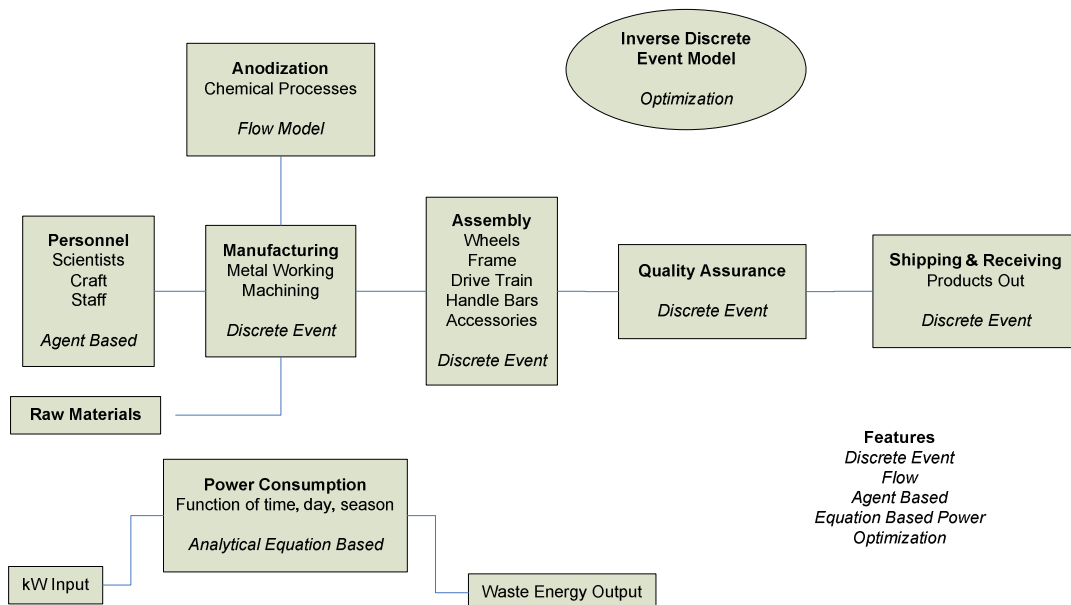 Anodization
Chemical Processes
Flow Model
Inverse Discrete
Event Model
Optimization
Personnel
Scientists
Craft
Staff
Agent Based
Manufacturing
Metal Working
Machining
Discrete Event
Assembly
Wheels
Frame
Drive Train
Handle Bars
Accessories
Discrete Event
Quality Assurance
Discrete Event
Shipping & Receiving
Products Out
Discrete Event
Raw Materials
Power Consumption
Function of time, day, season
Analytical Equation Based
kW Input
Waste Energy Output
Features
Discrete Event
Flow
Agent Based
Equation Based Power
Optimization